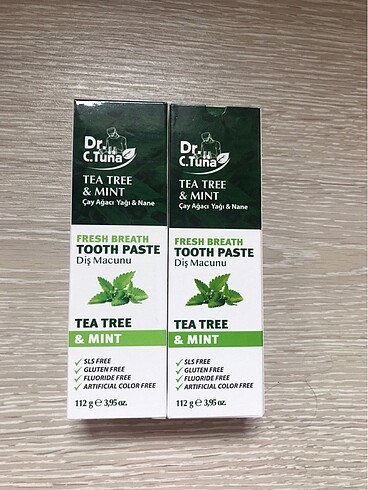 Dr.
C.Tuna
TEA TREE
& MINT
Çay Ağacı Yağı & Nane
FRESH BREATH
TOOTH PASTE
Diş Macunu
TEA TREE
& MINT
✓ SLS FREE
✓ GLUTEN FREE
✓ FLUORIDE FREE
✓ ARTIFICIAL COLOR FREE
112 g ℮ 3,95 oz.
Dr.
C.Tuna
TEA TREE
& MINT
Çay Ağacı Yağı & Nane
FRESH BREATH
TOOTH PASTE
Diş Macunu
TEA TREE
& MINT
✓ SLS FREE
✓ GLUTEN FREE
✓ FLUORIDE FREE
✓ ARTIFICIAL COLOR FREE
112 g ℮ 3,95 oz.